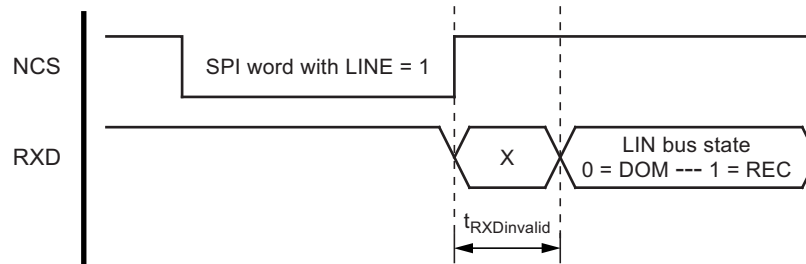 NCS
SPI word with LINE = 1
RXD
X
LIN bus state
0 = DOM --- 1 = REC
tRXDinvalid